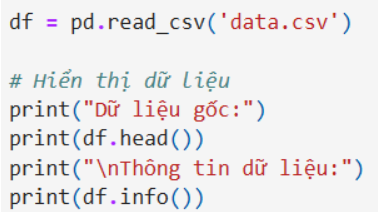 df = pd.read_csv('data.csv')
# Hiển thị dữ liệu
print("Dữ liệu gốc:")
print(df.head())
print("\nThông tin dữ liệu:")
print(df.info())